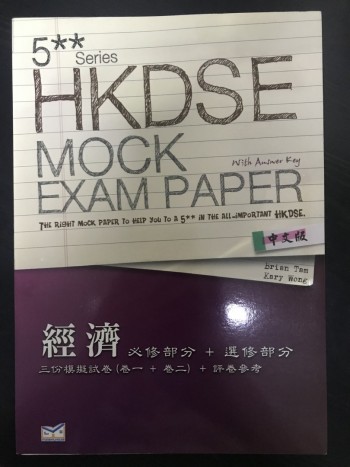 5** Series
HKDSE
MOCK
With Answer Key
EXAM PAPER
THE RIGHT MOCK PAPER TO HELP YOU TO A 5** IN THE ALL-IMPORTANT HKDSE.
中文版
Brian Tam
Kary Wong
經濟 必修部分 + 選修部分
三份模擬試卷 (卷一 + 卷二) + 評卷參考